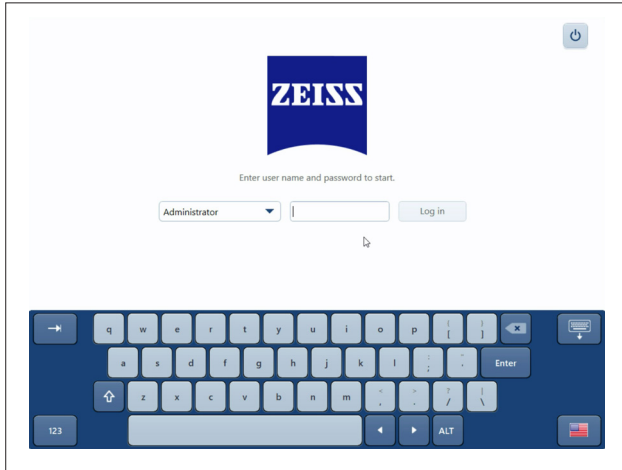 ZEISS
Enter user name and password to start.
Administrator
Log in
q w e r t y u i o p { [ } ]
a s d f g h j k l : ; " ' Enter
z x c v b n m < , > . ? / | \
123 ALT